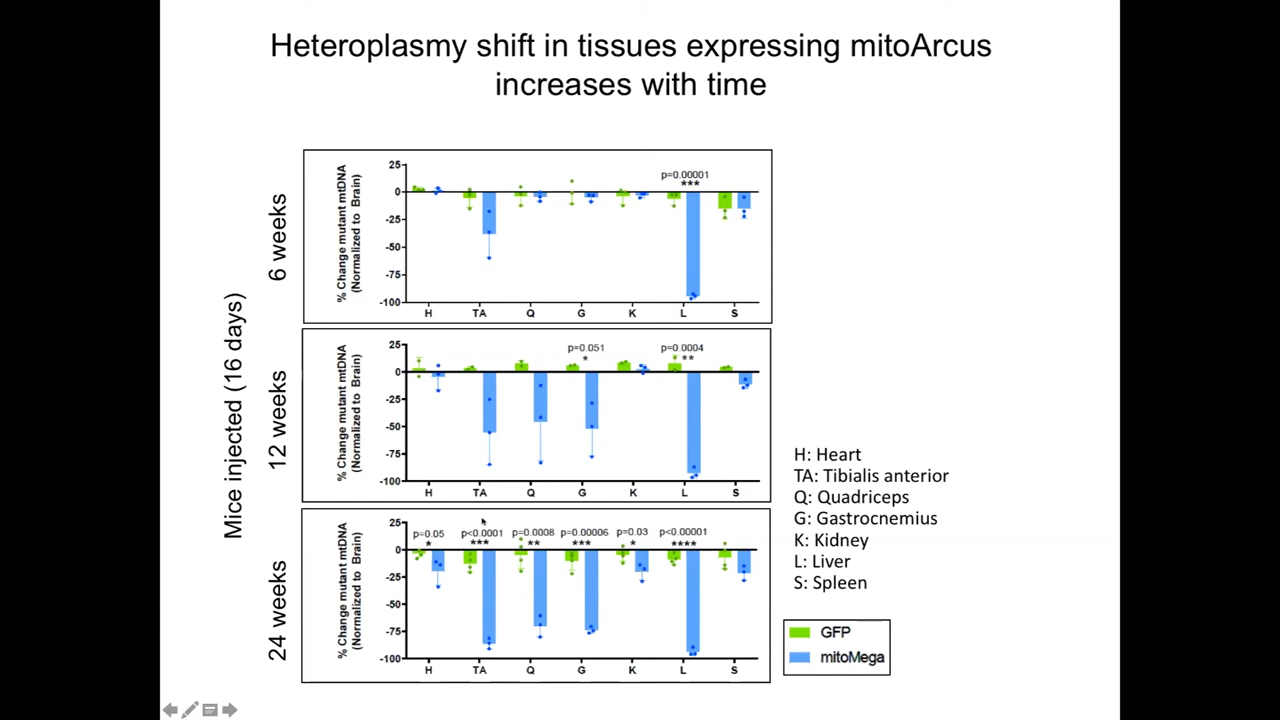 Heteroplasmy shift in tissues expressing mitoArcus
increases with time
Mice injected (16 days)
6 weeks
% Change mutant mtDNA
(Normalized to Brain)
25
0
-25
-50
-75
-100
p=0.00001
***
H TA Q G K L S
12 weeks
% Change mutant mtDNA
(Normalized to Brain)
25
0
-25
-50
-75
-100
p=0.051
*
p=0.0004
**
H TA Q G K L S
24 weeks
% Change mutant mtDNA
(Normalized to Brain)
25
0
-25
-50
-75
-100
p=0.05 p<0.0001 p=0.0008 p=0.00006 p=0.03 p<0.00001
* *** ** *** * ****
H TA Q G K L S
H: Heart
TA: Tibialis anterior
Q: Quadriceps
G: Gastrocnemius
K: Kidney
L: Liver
S: Spleen
GFP
mitoMega